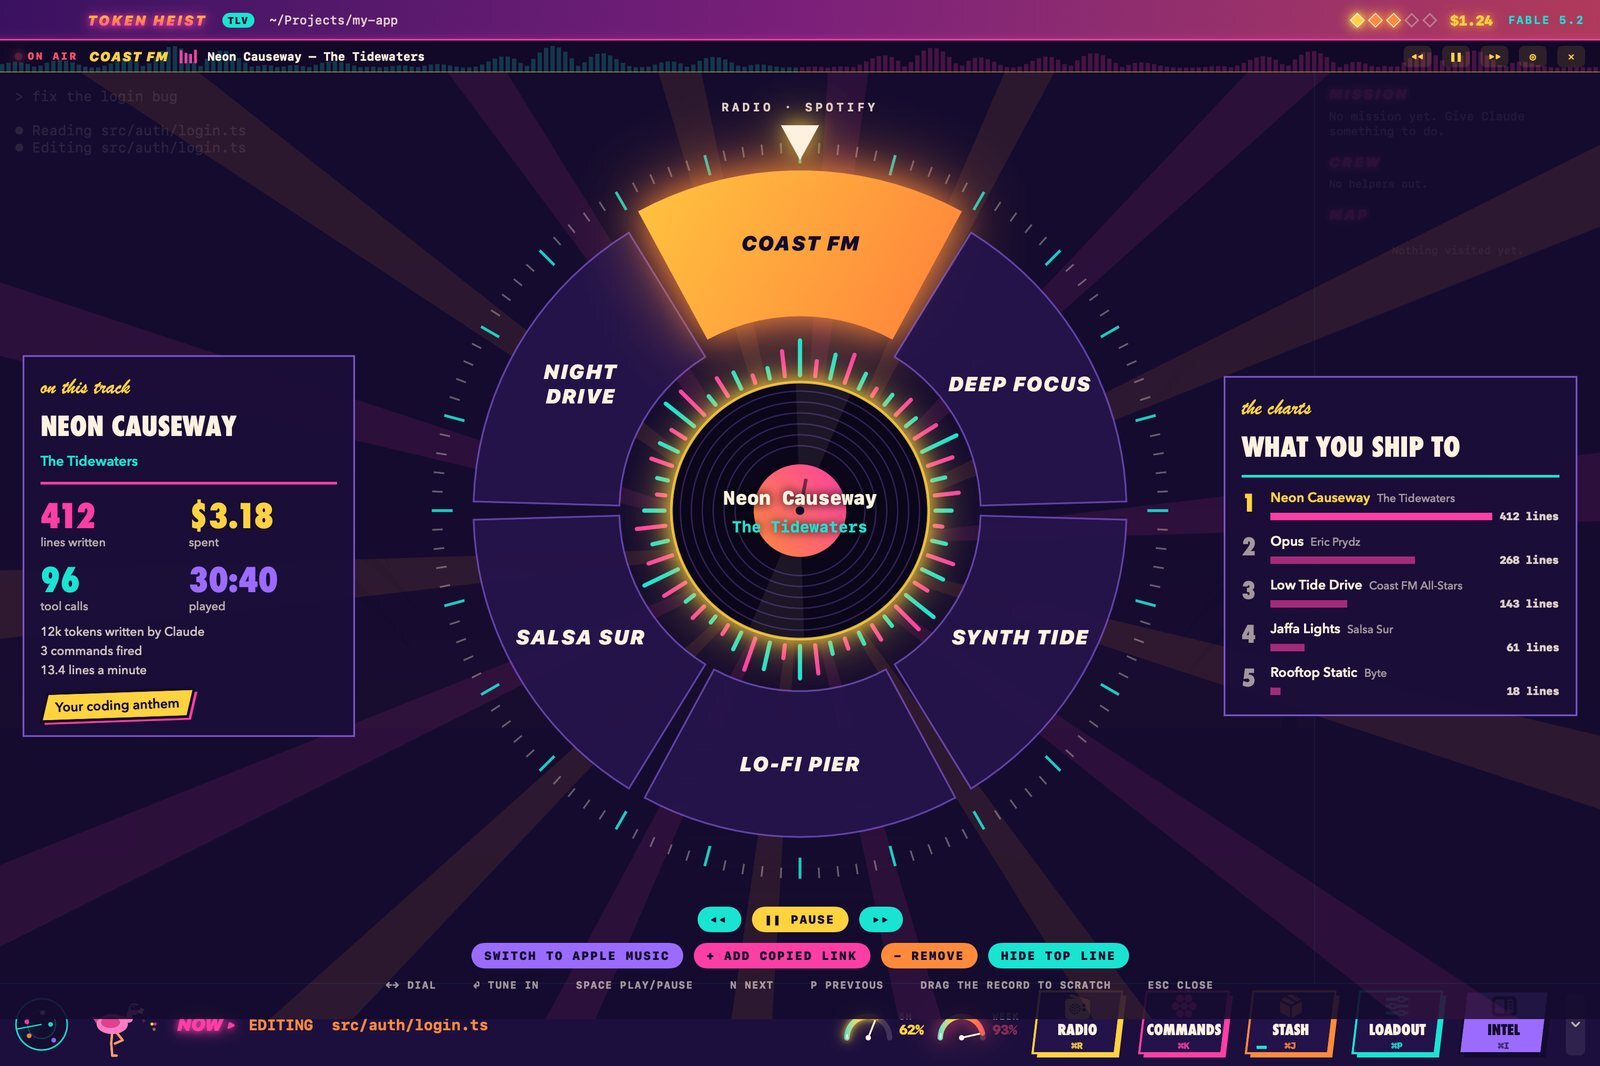 TOKEN HEIST TLV ~/Projects/my-app
$1.24 FABLE 5.2
ON AIR COAST FM Neon Causeway — The Tidewaters
> fix the login bug
● Reading src/auth/login.ts
● Editing src/auth/login.ts
RADIO · SPOTIFY
MISSION
No mission yet. Give Claude
something to do.
CREW
No helpers out.
MAP
Nothing visited yet.
COAST FM
NIGHT
DRIVE
DEEP FOCUS
SALSA SUR
SYNTH TIDE
LO-FI PIER
Neon Causeway
The Tidewaters
on this track
NEON CAUSEWAY
The Tidewaters
412 $3.18
lines written spent
96 30:40
tool calls played
12k tokens written by Claude
3 commands fired
13.4 lines a minute
Your coding anthem
the charts
WHAT YOU SHIP TO
1 Neon Causeway The Tidewaters
412 lines
2 Opus Eric Prydz
268 lines
3 Low Tide Drive Coast FM All-Stars
143 lines
4 Jaffa Lights Salsa Sur
61 lines
5 Rooftop Static Byte
18 lines
PAUSE
SWITCH TO APPLE MUSIC + ADD COPIED LINK − REMOVE HIDE TOP LINE
↔ DIAL ↵ TUNE IN SPACE PLAY/PAUSE N NEXT P PREVIOUS DRAG THE RECORD TO SCRATCH ESC CLOSE
NOW EDITING src/auth/login.ts
5H 62% WEEK 93%
RADIO COMMANDS STASH LOADOUT INTEL
⌘R ⌘K ⌘J ⌘P ⌘I